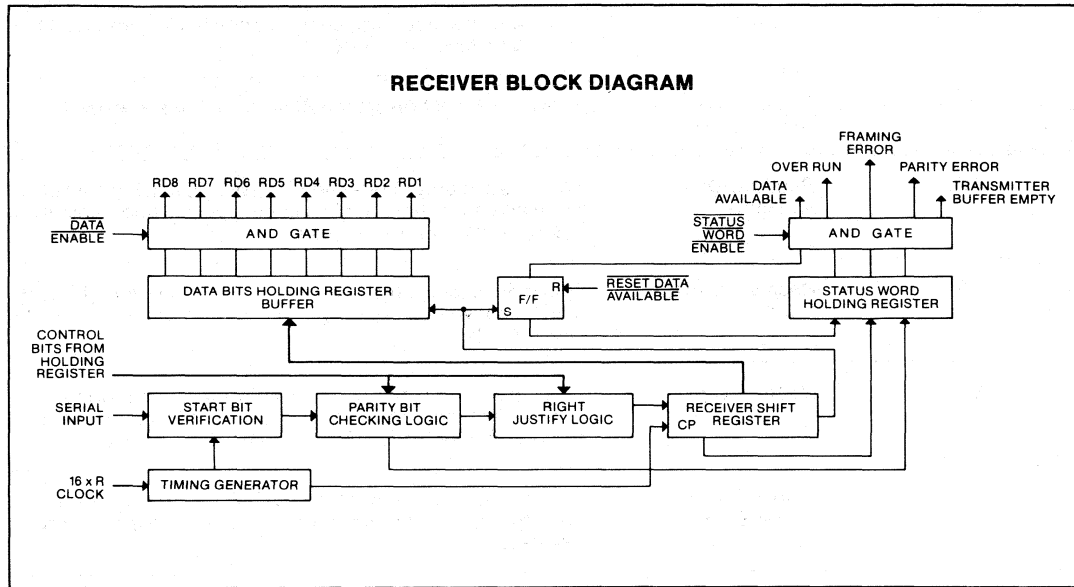 RECEIVER BLOCK DIAGRAM
FRAMING
ERROR
OVER RUN
PARITY ERROR
DATA
AVAILABLE
TRANSMITTER
BUFFER EMPTY
RD8 RD7 RD6 RD5 RD4 RD3 RD2 RD1
DATA
ENABLE
AND GATE
STATUS
WORD
ENABLE
AND GATE
DATA BITS HOLDING REGISTER
BUFFER
R
F/F
S
RESET DATA
AVAILABLE
STATUS WORD
HOLDING REGISTER
CONTROL
BITS FROM
HOLDING
REGISTER
SERIAL
INPUT
START BIT
VERIFICATION
PARITY BIT
CHECKING LOGIC
RIGHT
JUSTIFY LOGIC
RECEIVER SHIFT
REGISTER
CP
16 x R
CLOCK
TIMING GENERATOR